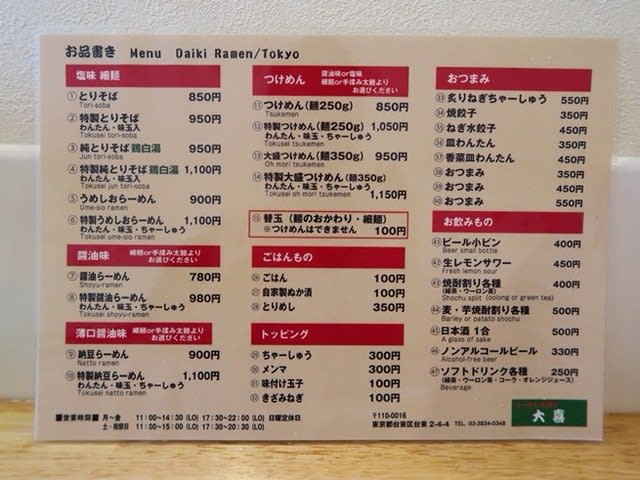 お品書き Menu Daiki Ramen/Tokyo
塩味 細麺
① とりそば 850円
Tori-soba
② 特製とりそば 950円
わんたん・味玉入
Tokusei tori-soba
③ 純とりそば 鶏白湯 950円
Jun tori-soba
④ 特製純とりそば 鶏白湯 1,100円
わんたん・味玉入
Tokusei jun tori-soba
⑤ うめしおらーめん 900円
Ume-sio ramen
⑥ 特製うめしおらーめん 1,100円
わんたん・味玉・ちゃーしゅう
Tokusei ume-sio ramen
醤油味 細麺or手揉み太麺より
お選びください
⑦ 醤油らーめん 780円
Shoyu-ramen
⑧ 特製醤油らーめん 980円
わんたん・味玉・ちゃーしゅう
Tokusei shoyu-ramen
薄口醤油味 細麺or手揉み太麺より
お選びください
⑨ 納豆らーめん 900円
Natto ramen
⑩ 特製納豆らーめん 1,100円
わんたん・味玉・ちゃーしゅう
Tokusei natto-ramen
つけめん 醤油味or塩味
細麺or手揉み太麺より
お選びください
⑪ つけめん(麺250g) 850円
Tsukemen
⑫ 特製つけめん(麺250g) 1,050円
わんたん・味玉・ちゃーしゅう
Tokusei tsukemen
⑬ 大盛つけめん(麺350g) 950円
Oh mori tsukemen
⑭ 特製大盛つけめん(麺350g)
わんたん・味玉・ちゃーしゅう 1,150円
Tokusei oh mori tsukemen
⑮ 替玉(麺のおかわり・細麺)
※つけめんはできません 100円
ごはんもの
㉖ ごはん 100円
㉗ 自家製ぬか漬 100円
㉘ とりめし 350円
トッピング
㉙ ちゃーしゅう 300円
㉚ メンマ 300円
㉛ 味付け玉子 100円
㉜ きざみねぎ 100円
おつまみ
㉝ 炙りねぎちゃーしゅう 550円
㉞ 焼餃子 350円
㉟ ねぎ水餃子 450円
㊱ 皿わんたん 350円
㊲ 香菜皿わんたん 450円
㊳ おつまみ 350円
㊴ おつまみ 450円
㊵ おつまみ 550円
お飲みもの
㊶ ビール小ビン 400円
Beer small bottle
㊷ 生レモンサワー 450円
Fresh lemon sour
㊸ 焼酎割り各種 400円
(緑茶・ウーロン茶)
Shochu split (oolong or green tea)
㊹ 麦・芋焼酎割り各種 500円
Barley or patato shochu
㊺ 日本酒 1合 500円
A glass of sake
㊻ ノンアルコールビール 330円
Alcohol-free beer
㊼ ソフトドリンク各種 250円
(緑茶・ウーロン茶・コーラ・オレンジジュース)
Beverage
■営業時間■ 月~金 11:00~14:30 (LO) 17:30~22:00 (LO) 日曜定休日
土・祝祭日 11:00~15:00 (LO) 17:30~20:30 (LO)
〒110-0016
東京都台東区台東 2-4-4 TEL. 03-3834-0348
大喜